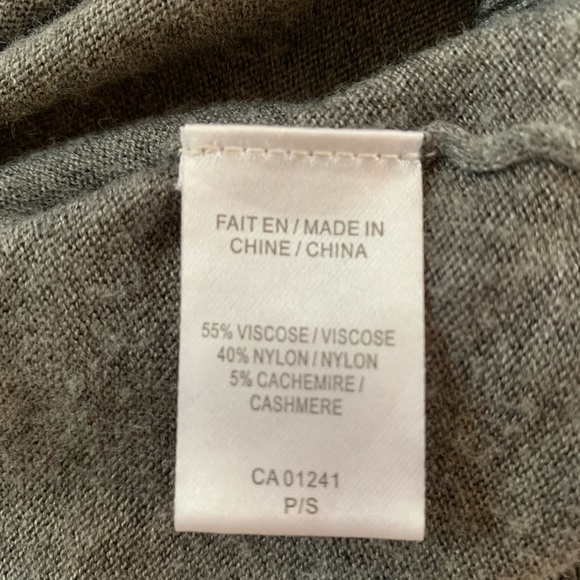 FAIT EN / MADE IN
CHINE / CHINA
55% VISCOSE / VISCOSE
40% NYLON / NYLON
5% CACHEMIRE /
CASHMERE
CA 01241
P/S